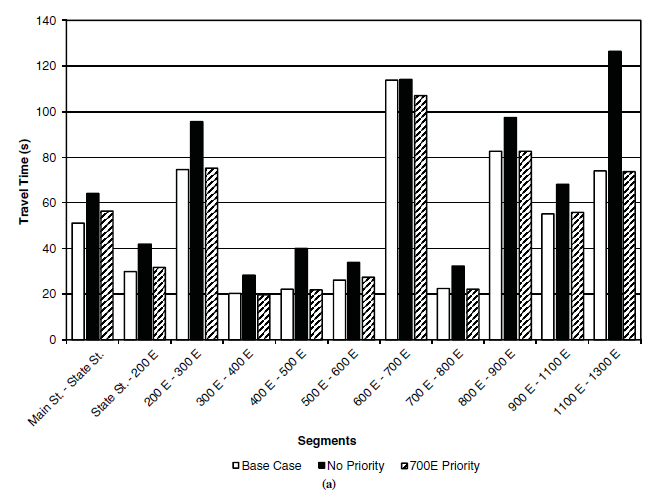 140
120
100
80
60
40
20
0
Travel Time (s)
Main St. - State St.
State St. - 200 E
200 E - 300 E
300 E - 400 E
400 E - 500 E
500 E - 600 E
600 E - 700 E
700 E - 800 E
800 E - 900 E
900 E - 1100 E
1100 E - 1300 E
Segments
Base Case No Priority 700E Priority
(a)